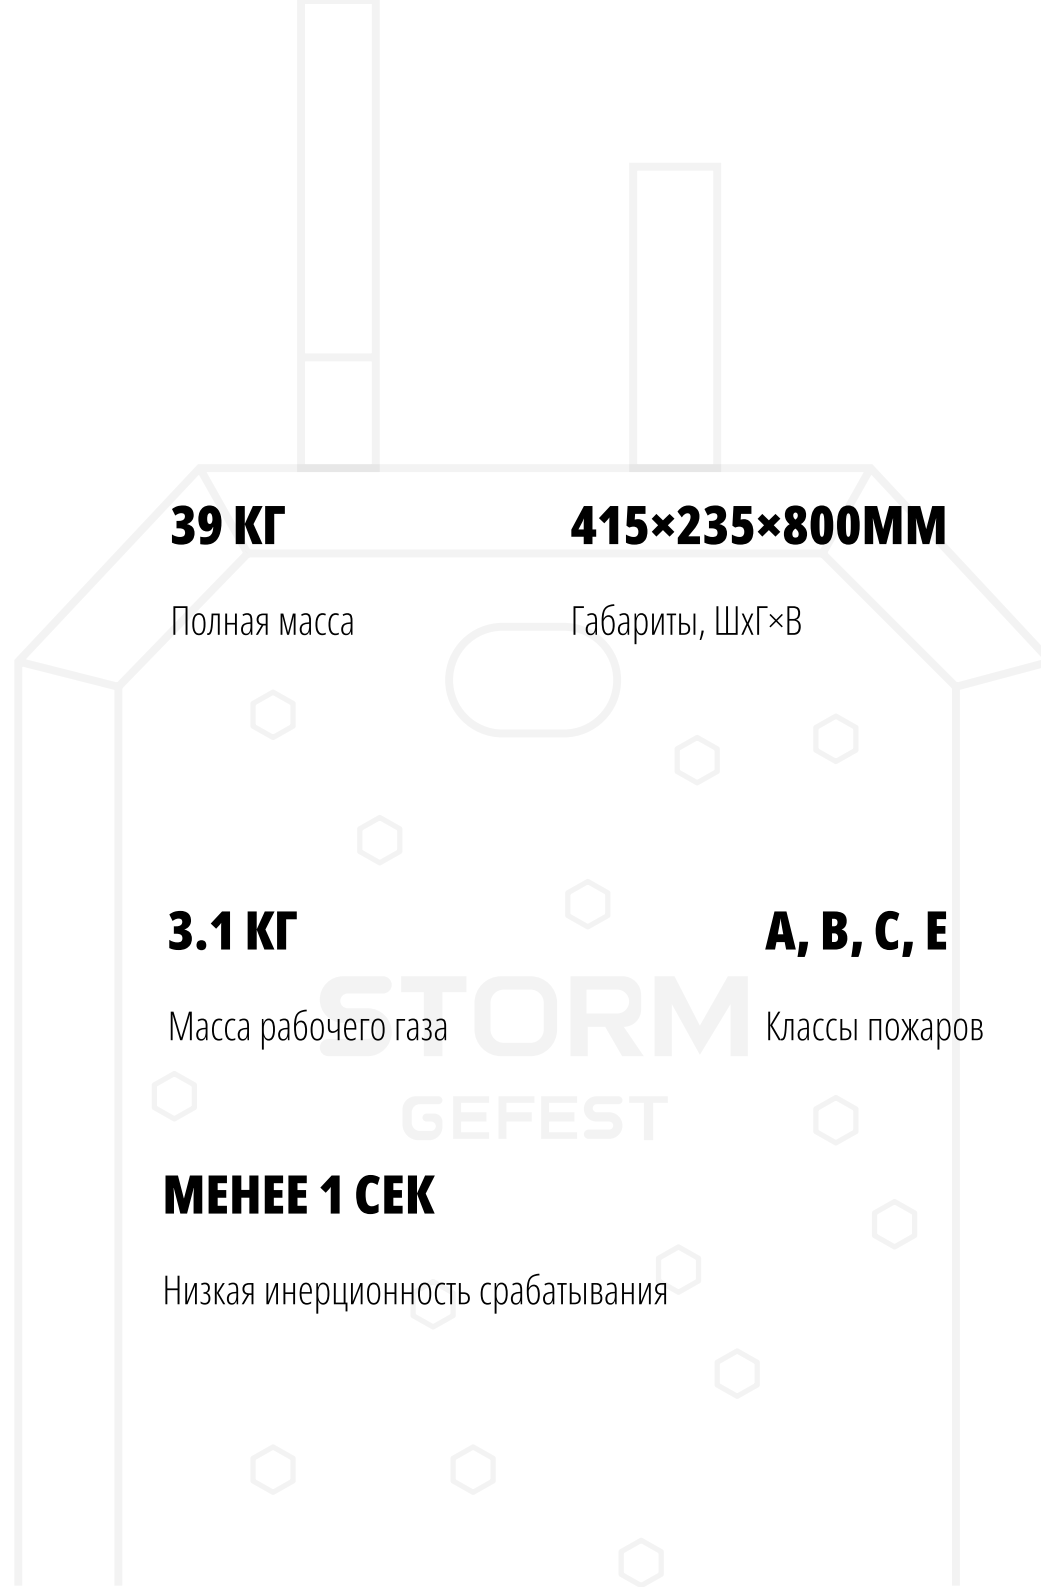 39 КГ
415×235×800ММ
Полная масса
Габариты, ШхГ×В
3.1 КГ
A, B, C, E
STORM
Масса рабочего газа
Классы пожаров
GEFEST
МЕНЕЕ 1 СЕК
Низкая инерционность срабатывания